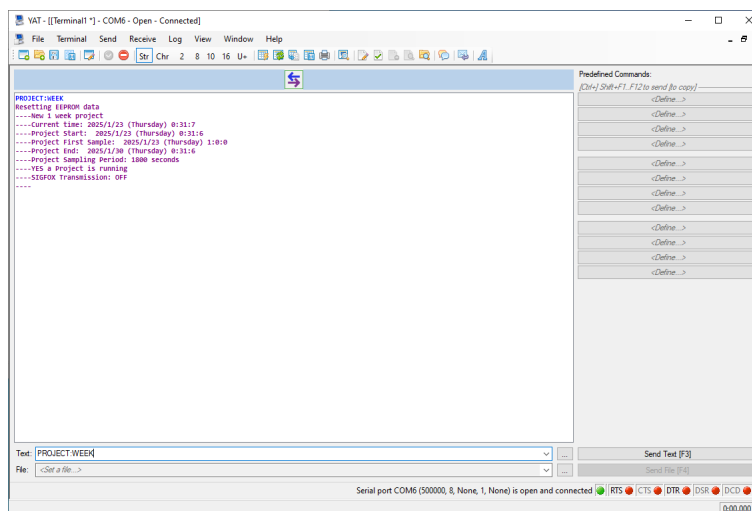 YAT - [[Terminal1 *] - COM6 - Open - Connected]
File Terminal Send Receive Log View Window Help
Str Chr 2 8 10 16 U+
Predefined Commands:
[Ctrl+] Shift+F1..F12 to send [to copy]
<Define...>
<Define...>
<Define...>
<Define...>
<Define...>
<Define...>
<Define...>
<Define...>
<Define...>
<Define...>
<Define...>
<Define...>
PROJECT:WEEK
Resetting EEPROM data
----New 1 week project
----Current time: 2025/1/23 (Thursday) 0:31:7
----Project Start: 2025/1/23 (Thursday) 0:31:6
----Project First Sample: 2025/1/23 (Thursday) 1:0:0
----Project End: 2025/1/30 (Thursday) 0:31:6
----Project Sampling Period: 1800 seconds
----YES a Project is running
----SIGFOX Transmission: OFF
----
Text: PROJECT:WEEK ... Send Text [F3]
File: <Set a file...> ... Send File [F4]
Serial port COM6 (500000, 8, None, 1, None) is open and connected RTS CTS DTR DSR DCD
0:00.000